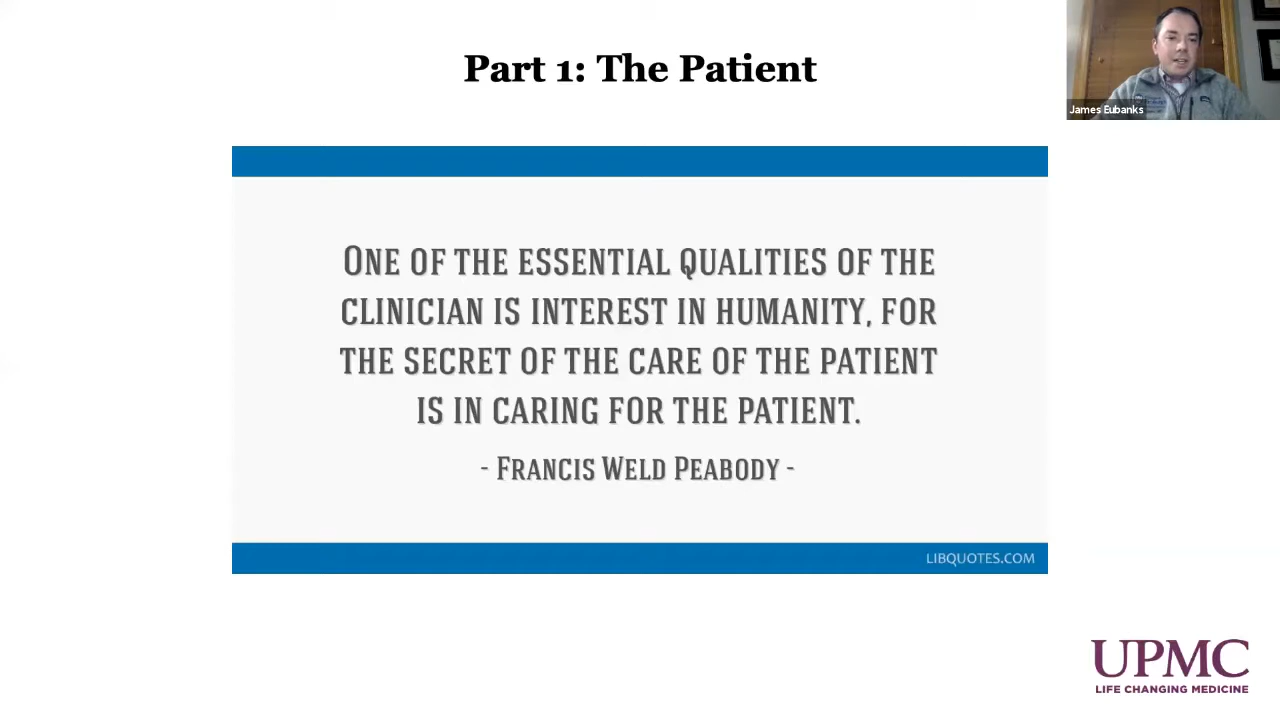 Part 1: The Patient
James Eubanks
ONE OF THE ESSENTIAL QUALITIES OF THE
CLINICIAN IS INTEREST IN HUMANITY, FOR
THE SECRET OF THE CARE OF THE PATIENT
IS IN CARING FOR THE PATIENT.
- FRANCIS WELD PEABODY -
LIBQUOTES.COM
UPMC
LIFE CHANGING MEDICINE